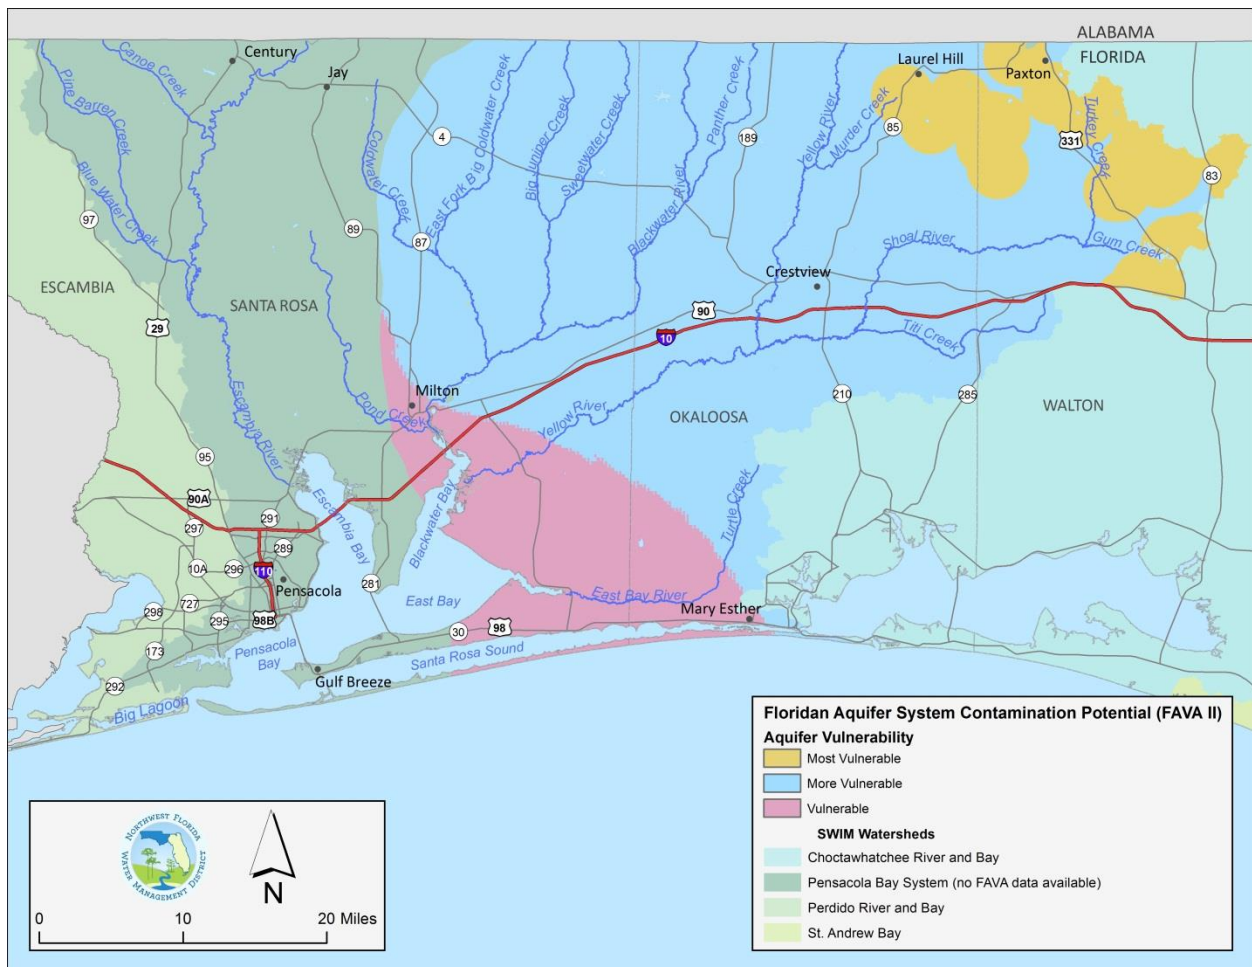 ALABAMA
FLORIDA
Century
Laurel Hill
Paxton
Canoe Creek
Jay
Pine Barren Creek
Coldwater Creek
East Fork Big Coldwater Creek
Big Juniper Creek
Sweetwater Creek
Panther Creek
Yellow River
Murder Creek
Turkey Creek
4
189
85
331
83
Blue Water Creek
97
89
87
Blackwater River
Shoal River
Gum Creek
ESCAMBIA
SANTA ROSA
Crestview
29
90
10
Titi Creek
Milton
Pond Creek
Escambia River
Yellow River
OKALOOSA
210
285
WALTON
95
90A
Escambia Bay
Blackwater Bay
Turtle Creek
297
291
289
10A
296
110
Pensacola
281
727
298
295
98B
East Bay
East Bay River
Mary Esther
30
98
173
Pensacola Bay
Santa Rosa Sound
Gulf Breeze
292
Big Lagoon
Floridan Aquifer System Contamination Potential (FAVA II)
Aquifer Vulnerability
Most Vulnerable
More Vulnerable
Vulnerable
SWIM Watersheds
Choctawhatchee River and Bay
Pensacola Bay System (no FAVA data available)
Perdido River and Bay
St. Andrew Bay
NORTHWEST FLORIDA
WATER MANAGEMENT DISTRICT
N
0 10 20 Miles